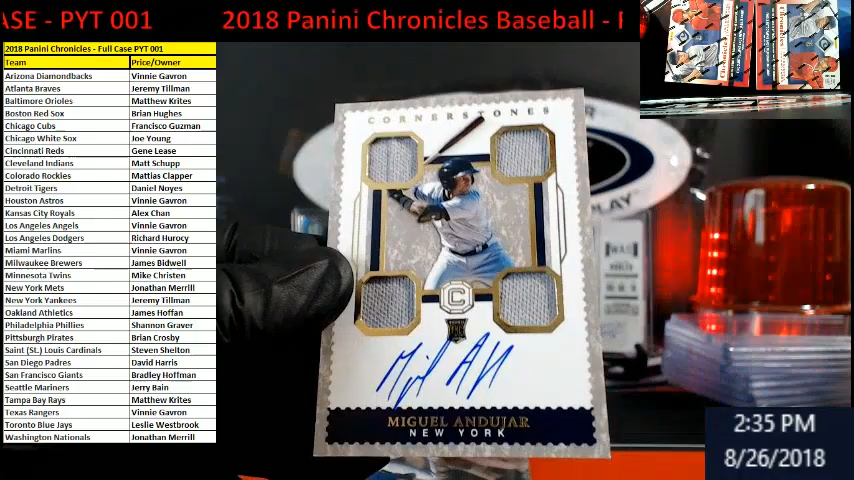 ASE - PYT 001 2018 Panini Chronicles Baseball -
2018 Panini Chronicles - Full Case PYT 001
Team Price/Owner
Arizona Diamondbacks Vinnie Gavron
Atlanta Braves Jeremy Tillman
Baltimore Orioles Matthew Krites
Boston Red Sox Brian Hughes
Chicago Cubs Francisco Guzman
Chicago White Sox Joe Young
Cincinnati Reds Gene Lease
Cleveland Indians Matt Schupp
Colorado Rockies Mattias Clapper
Detroit Tigers Daniel Noyes
Houston Astros Vinnie Gavron
Kansas City Royals Alex Chan
Los Angeles Angels Vinnie Gavron
Los Angeles Dodgers Richard Hurocy
Miami Marlins Vinnie Gavron
Milwaukee Brewers James Bidwell
Minnesota Twins Mike Christen
New York Mets Jonathan Merrill
New York Yankees Jeremy Tillman
Oakland Athletics James Hoffan
Philadelphia Phillies Shannon Graver
Pittsburgh Pirates Brian Crosby
Saint (St.) Louis Cardinals Steven Shelton
San Diego Padres David Harris
San Francisco Giants Bradley Hoffman
Seattle Mariners Jerry Bain
Tampa Bay Rays Matthew Krites
Texas Rangers Vinnie Gavron
Toronto Blue Jays Leslie Westbrook
Washington Nationals Jonathan Merrill
CORNERSTONES
C
MIGUEL ANDUJAR
NEW YORK
PLAY
Chronicles
2:35 PM
8/26/2018